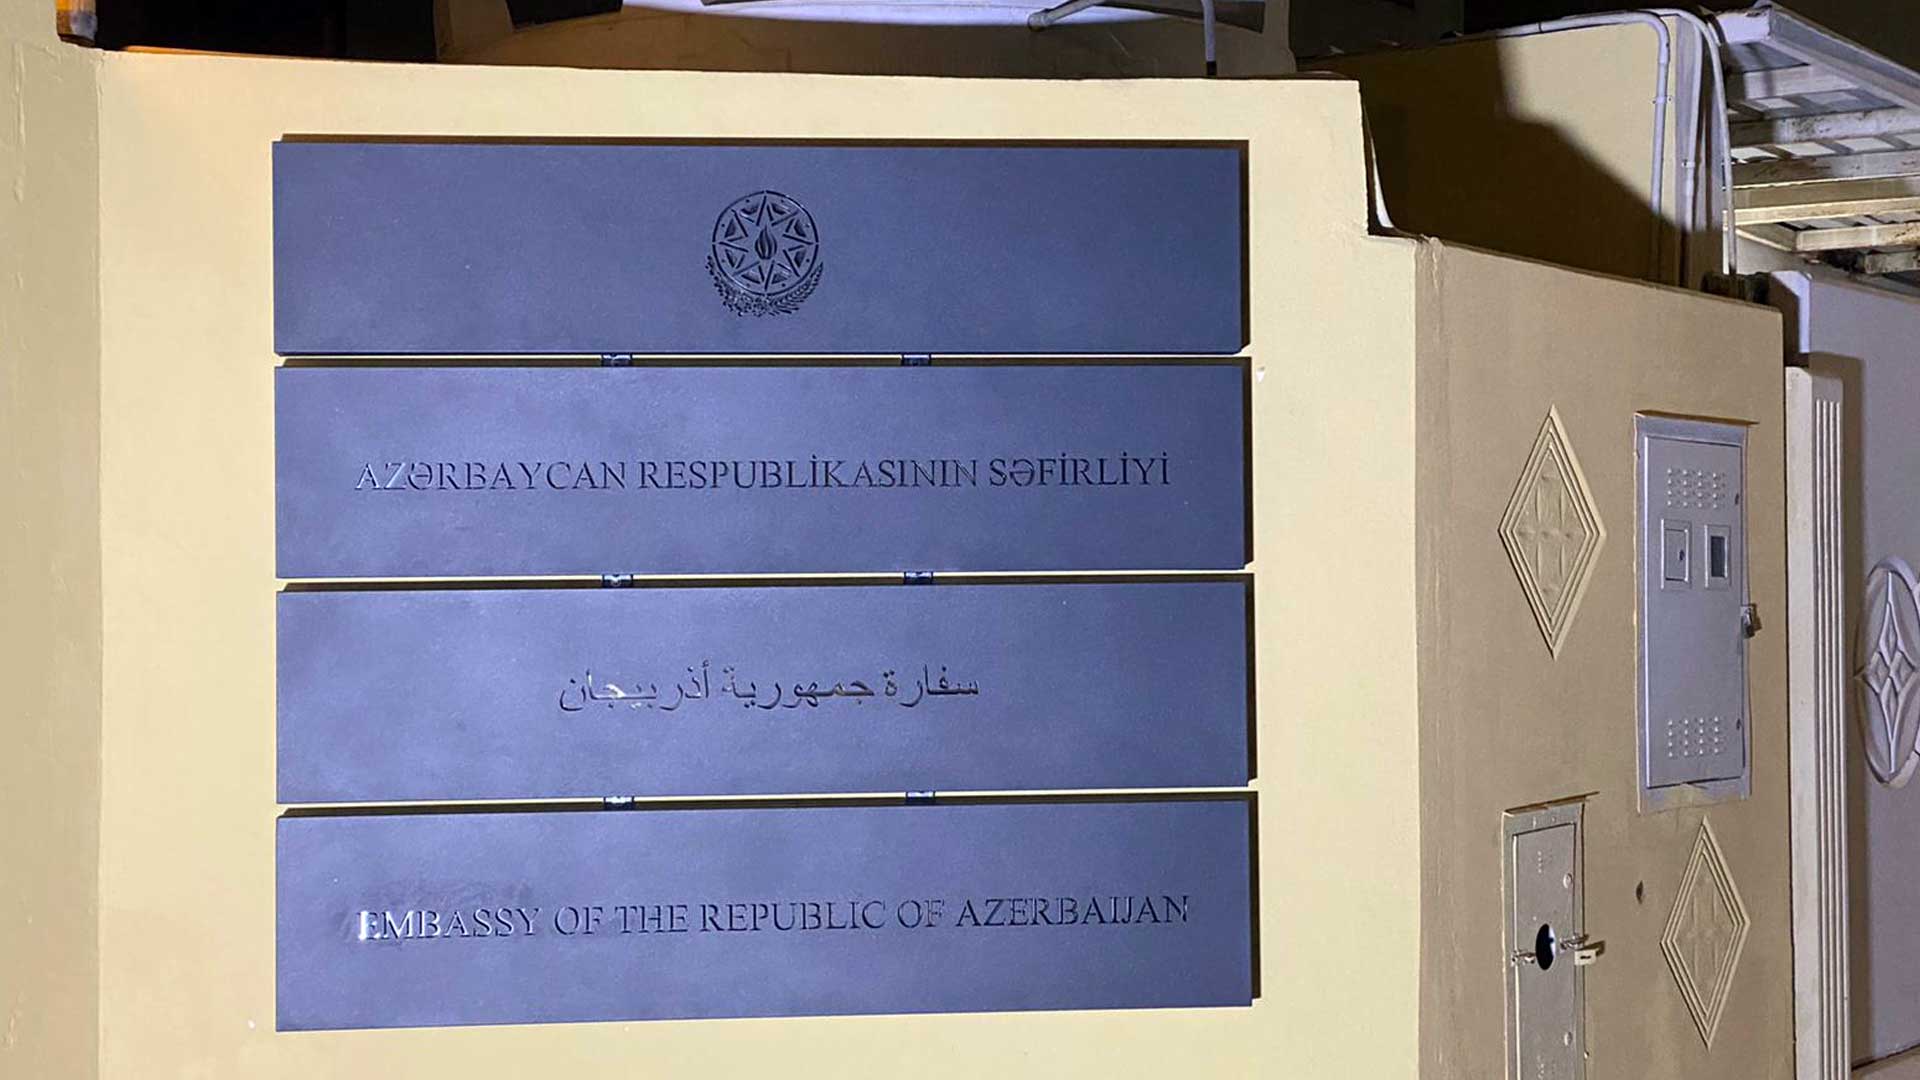 AZƏRBAYCAN RESPUBLİKASININ SƏFİRLİYİ
سفارة جمهورية أذربيجان
EMBASSY OF THE REPUBLIC OF AZERBAIJAN